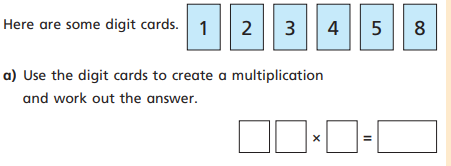 Here are some digit cards. 1 2 3 4 5 8
a) Use the digit cards to create a multiplication
and work out the answer.
× =